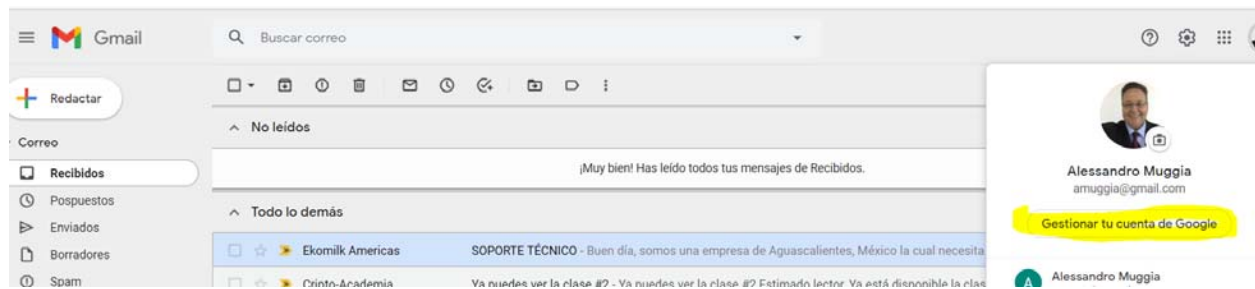 Gmail
Buscar correo
Redactar
Correo
Recibidos
Pospuestos
Enviados
Borradores
Spam
No leídos
¡Muy bien! Has leído todos tus mensajes de Recibidos.
Todo lo demás
Ekomilk Americas SOPORTE TÉCNICO - Buen día, somos una empresa de Aguascalientes, México la cual necesita
Cripto-Academia Ya puedes ver la clase #2 - Ya puedes ver la clase #2 Estimado lector, Ya está disponible la clas
Alessandro Muggia
amuggia@gmail.com
Gestionar tu cuenta de Google
A Alessandro Muggia